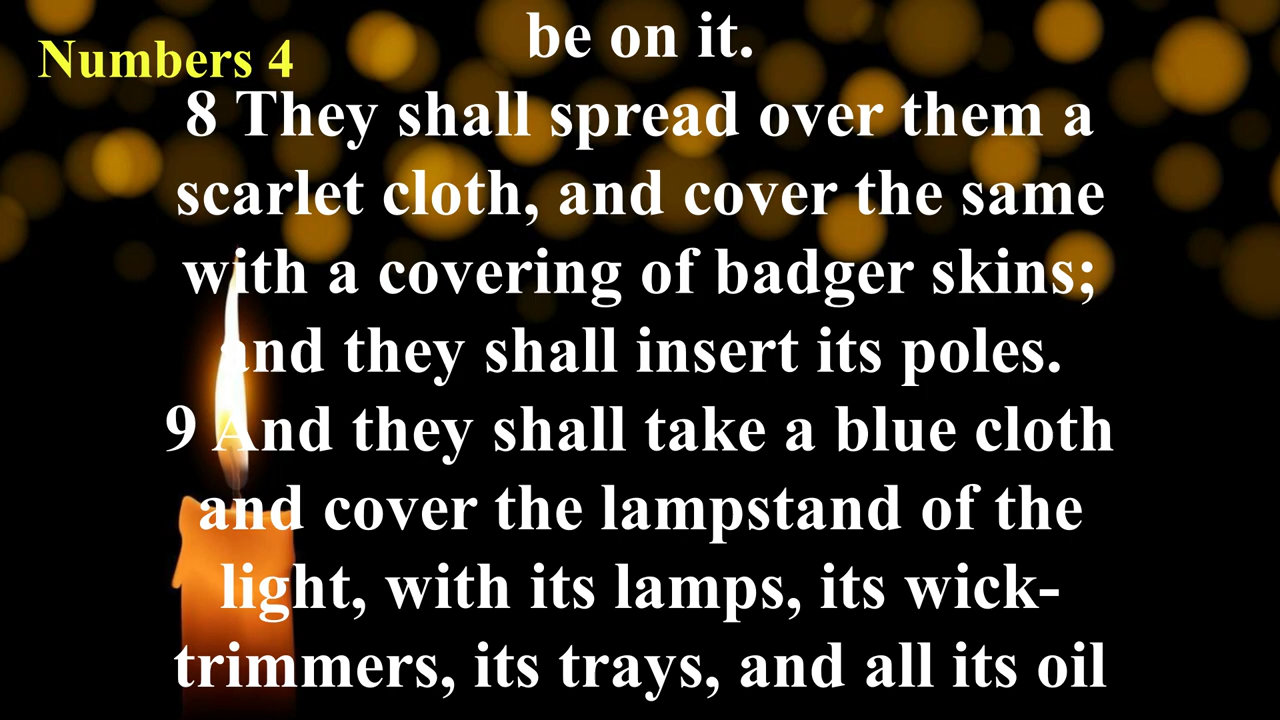 Numbers 4
be on it.
8 They shall spread over them a
scarlet cloth, and cover the same
with a covering of badger skins;
and they shall insert its poles.
9 And they shall take a blue cloth
and cover the lampstand of the
light, with its lamps, its wick-
trimmers, its trays, and all its oil